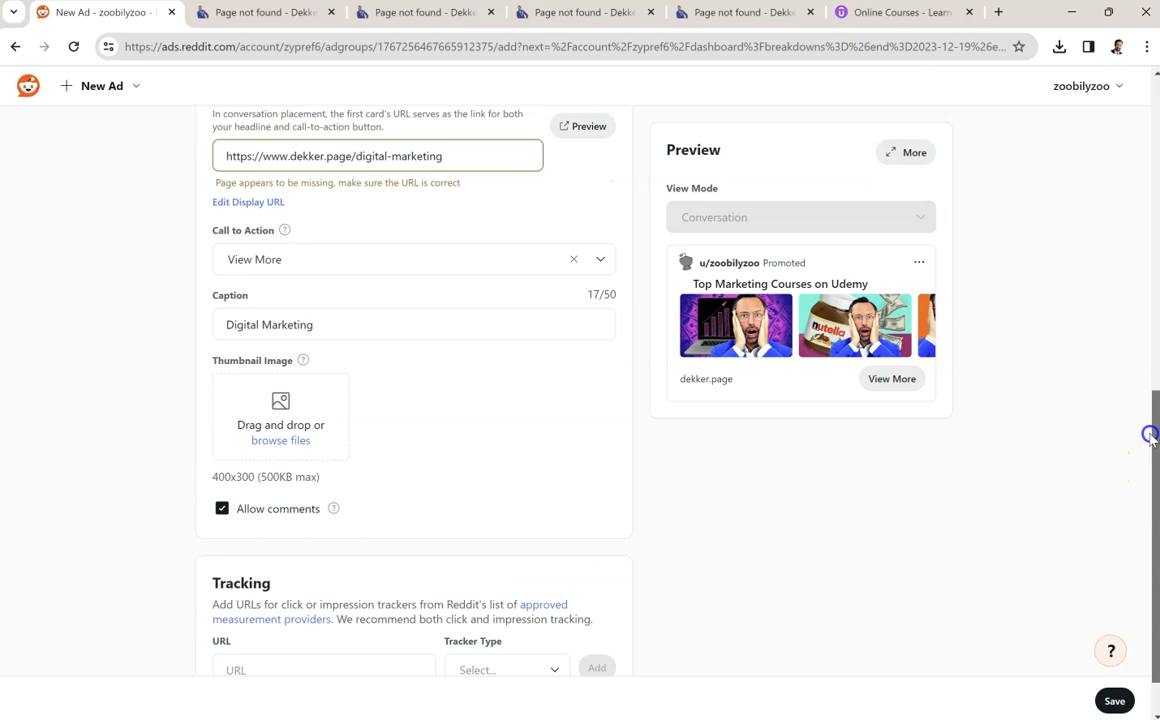 New Ad - zoobilyzoo -
Page not found - Dekke
Page not found - Dekke
Page not found - Dekke
Page not found - Dekke
Online Courses - Learn
https://ads.reddit.com/account/zypref6/adgroups/1767256467665912375/add?next=%2Faccount%2Fzypref6%2Fdashboard%3Fbreakdowns%3D%26end%3D2023-12-19%26e...
New Ad
zoobilyzoo
In conversation placement, the first card's URL serves as the link for both
your headline and call-to-action button.
Preview
https://www.dekker.page/digital-marketing
Page appears to be missing, make sure the URL is correct
Edit Display URL
Call to Action ?
View More
Caption 17/50
Digital Marketing
Thumbnail Image ?
Drag and drop or
browse files
400x300 (500KB max)
Allow comments ?
Tracking
Add URLs for click or impression trackers from Reddit's list of approved
measurement providers. We recommend both click and impression tracking.
URL Tracker Type
URL Select... Add
Preview More
View Mode
Conversation
u/zoobilyzoo Promoted
Top Marketing Courses on Udemy
nutella
dekker.page View More
?
Save